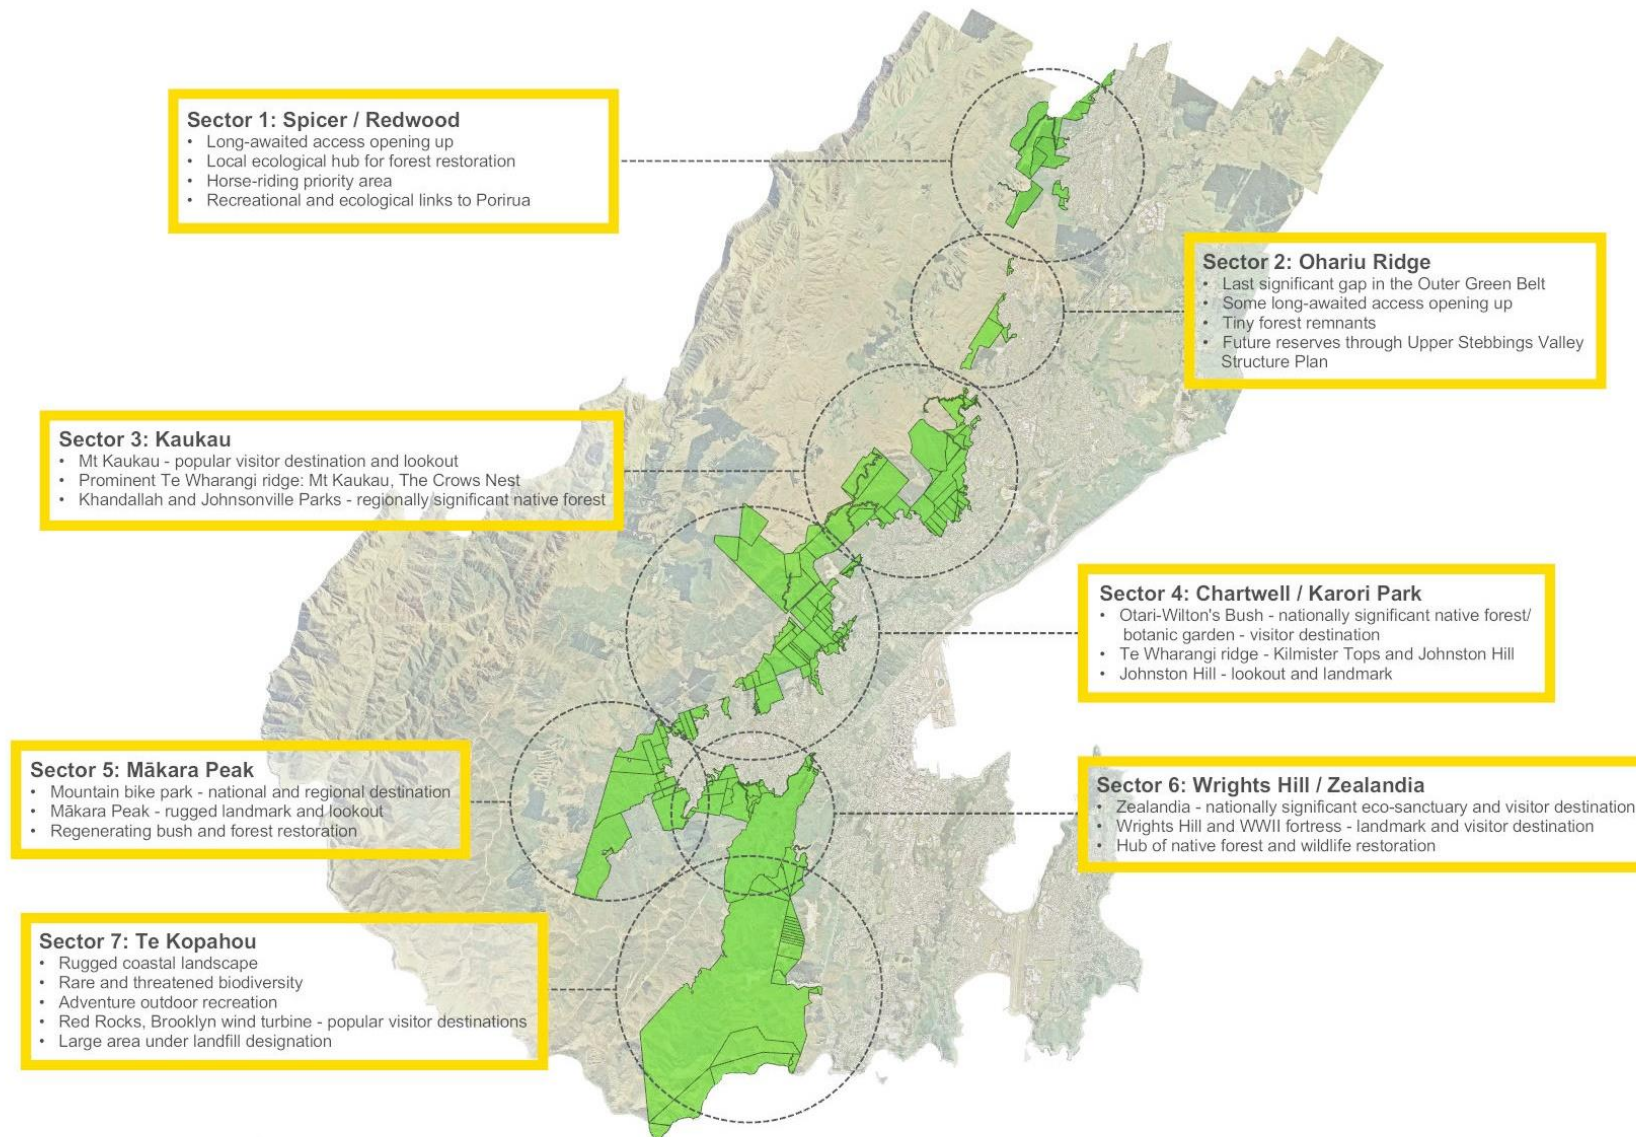 Sector 1: Spicer / Redwood
• Long-awaited access opening up
• Local ecological hub for forest restoration
• Horse-riding priority area
• Recreational and ecological links to Porirua
Sector 2: Ohariu Ridge
• Last significant gap in the Outer Green Belt
• Some long-awaited access opening up
• Tiny forest remnants
• Future reserves through Upper Stebbings Valley
Structure Plan
Sector 3: Kaukau
• Mt Kaukau - popular visitor destination and lookout
• Prominent Te Wharangi ridge: Mt Kaukau, The Crows Nest
• Khandallah and Johnsonville Parks - regionally significant native forest
Sector 4: Chartwell / Karori Park
• Otari-Wilton's Bush - nationally significant native forest/
botanic garden - visitor destination
• Te Wharangi ridge - Kilmister Tops and Johnston Hill
• Johnston Hill - lookout and landmark
Sector 5: Mākara Peak
• Mountain bike park - national and regional destination
• Mākara Peak - rugged landmark and lookout
• Regenerating bush and forest restoration
Sector 6: Wrights Hill / Zealandia
• Zealandia - nationally significant eco-sanctuary and visitor destination
• Wrights Hill and WWII fortress - landmark and visitor destination
• Hub of native forest and wildlife restoration
Sector 7: Te Kopahou
• Rugged coastal landscape
• Rare and threatened biodiversity
• Adventure outdoor recreation
• Red Rocks, Brooklyn wind turbine - popular visitor destinations
• Large area under landfill designation